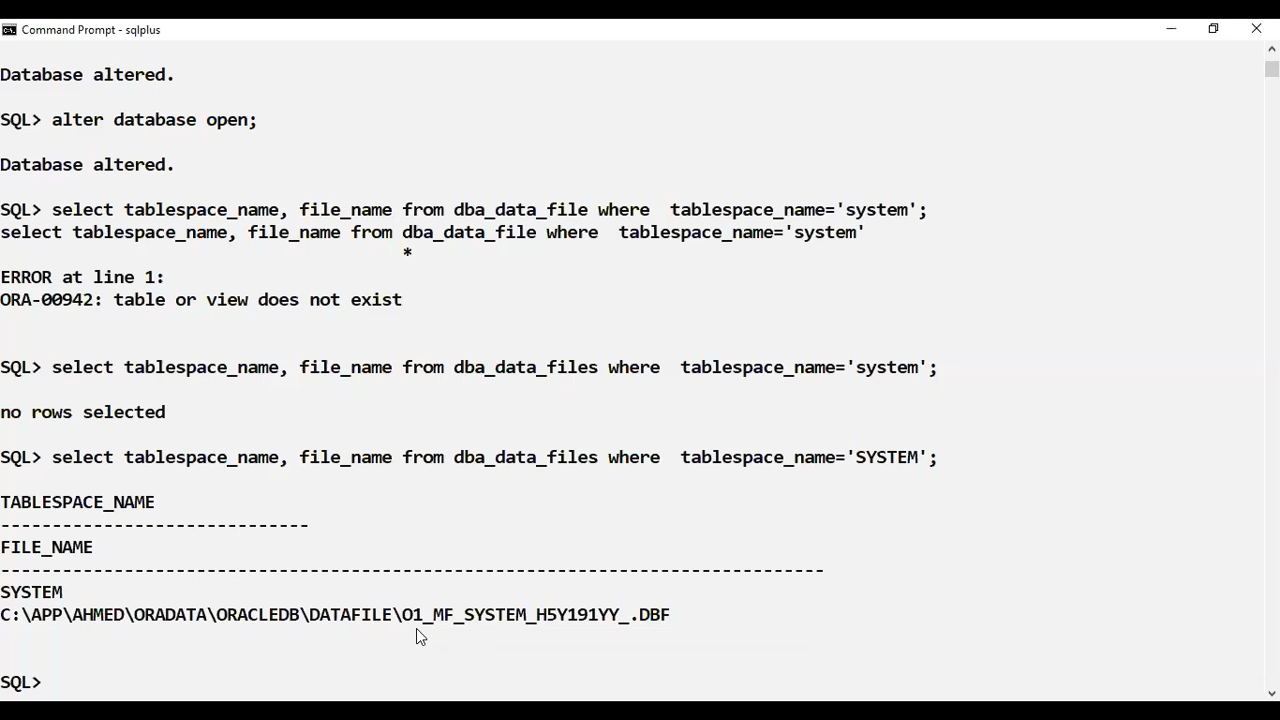 Command Prompt - sqlplus
Database altered.
SQL> alter database open;
Database altered.
SQL> select tablespace_name, file_name from dba_data_file where  tablespace_name='system';
select tablespace_name, file_name from dba_data_file where  tablespace_name='system'
*
ERROR at line 1:
ORA-00942: table or view does not exist
SQL> select tablespace_name, file_name from dba_data_files where  tablespace_name='system';
no rows selected
SQL> select tablespace_name, file_name from dba_data_files where  tablespace_name='SYSTEM';
TABLESPACE_NAME
------------------------------
FILE_NAME
--------------------------------------------------------------------------------
SYSTEM
C:\APP\AHMED\ORADATA\ORACLEDB\DATAFILE\O1_MF_SYSTEM_H5Y191YY_.DBF
SQL>